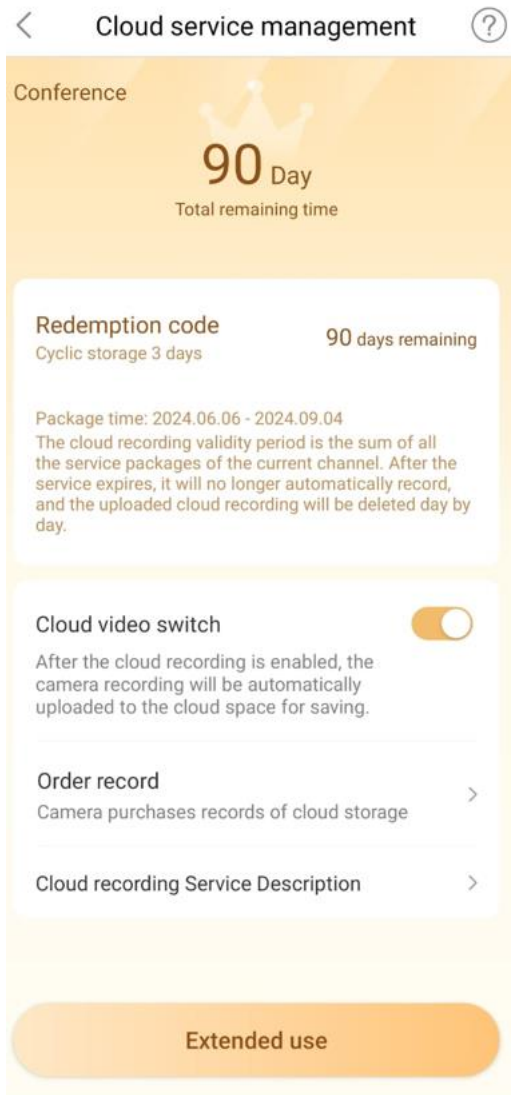 Cloud service management
?
Conference
90 Day
Total remaining time
Redemption code
90 days remaining
Cyclic storage 3 days
Package time: 2024.06.06 - 2024.09.04
The cloud recording validity period is the sum of all
the service packages of the current channel. After the
service expires, it will no longer automatically record,
and the uploaded cloud recording will be deleted day by
day.
Cloud video switch
After the cloud recording is enabled, the
camera recording will be automatically
uploaded to the cloud space for saving.
Order record
Camera purchases records of cloud storage
Cloud recording Service Description
Extended use